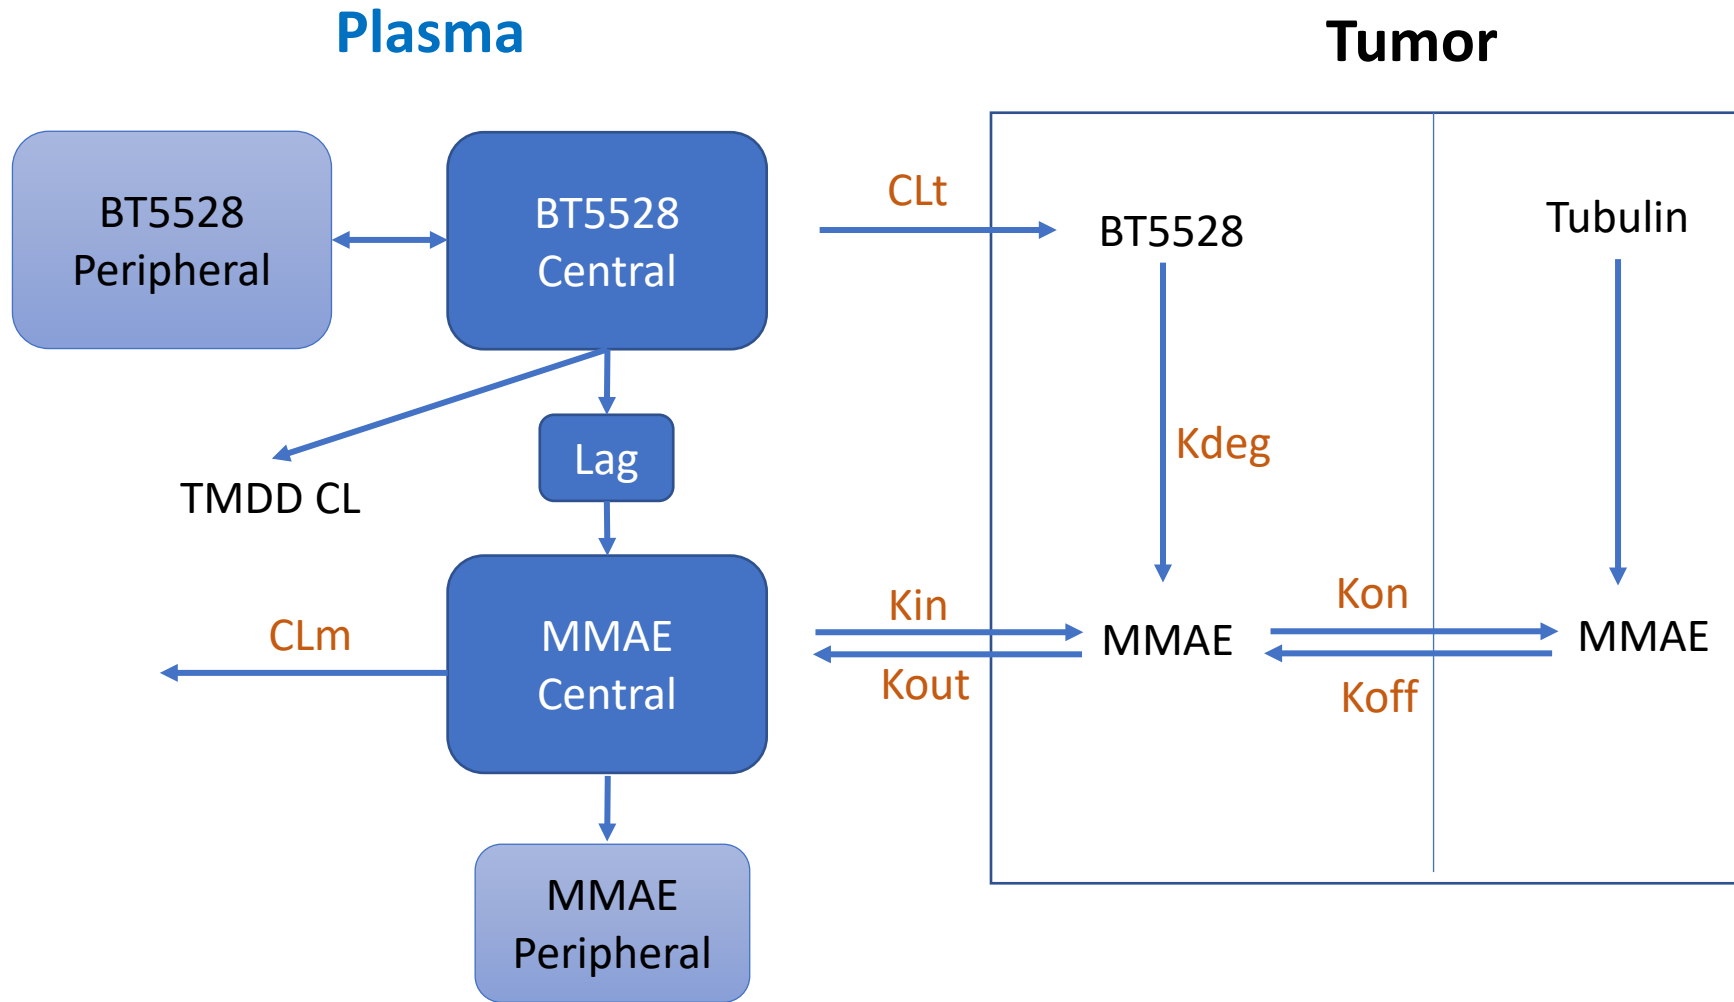 Plasma
Tumor
BT5528
Peripheral
BT5528
Central
CLt
BT5528
Tubulin
Lag
Kdeg
TMDD CL
CLm
MMAE
Central
Kin
Kout
MMAE
Kon
Koff
MMAE
MMAE
Peripheral